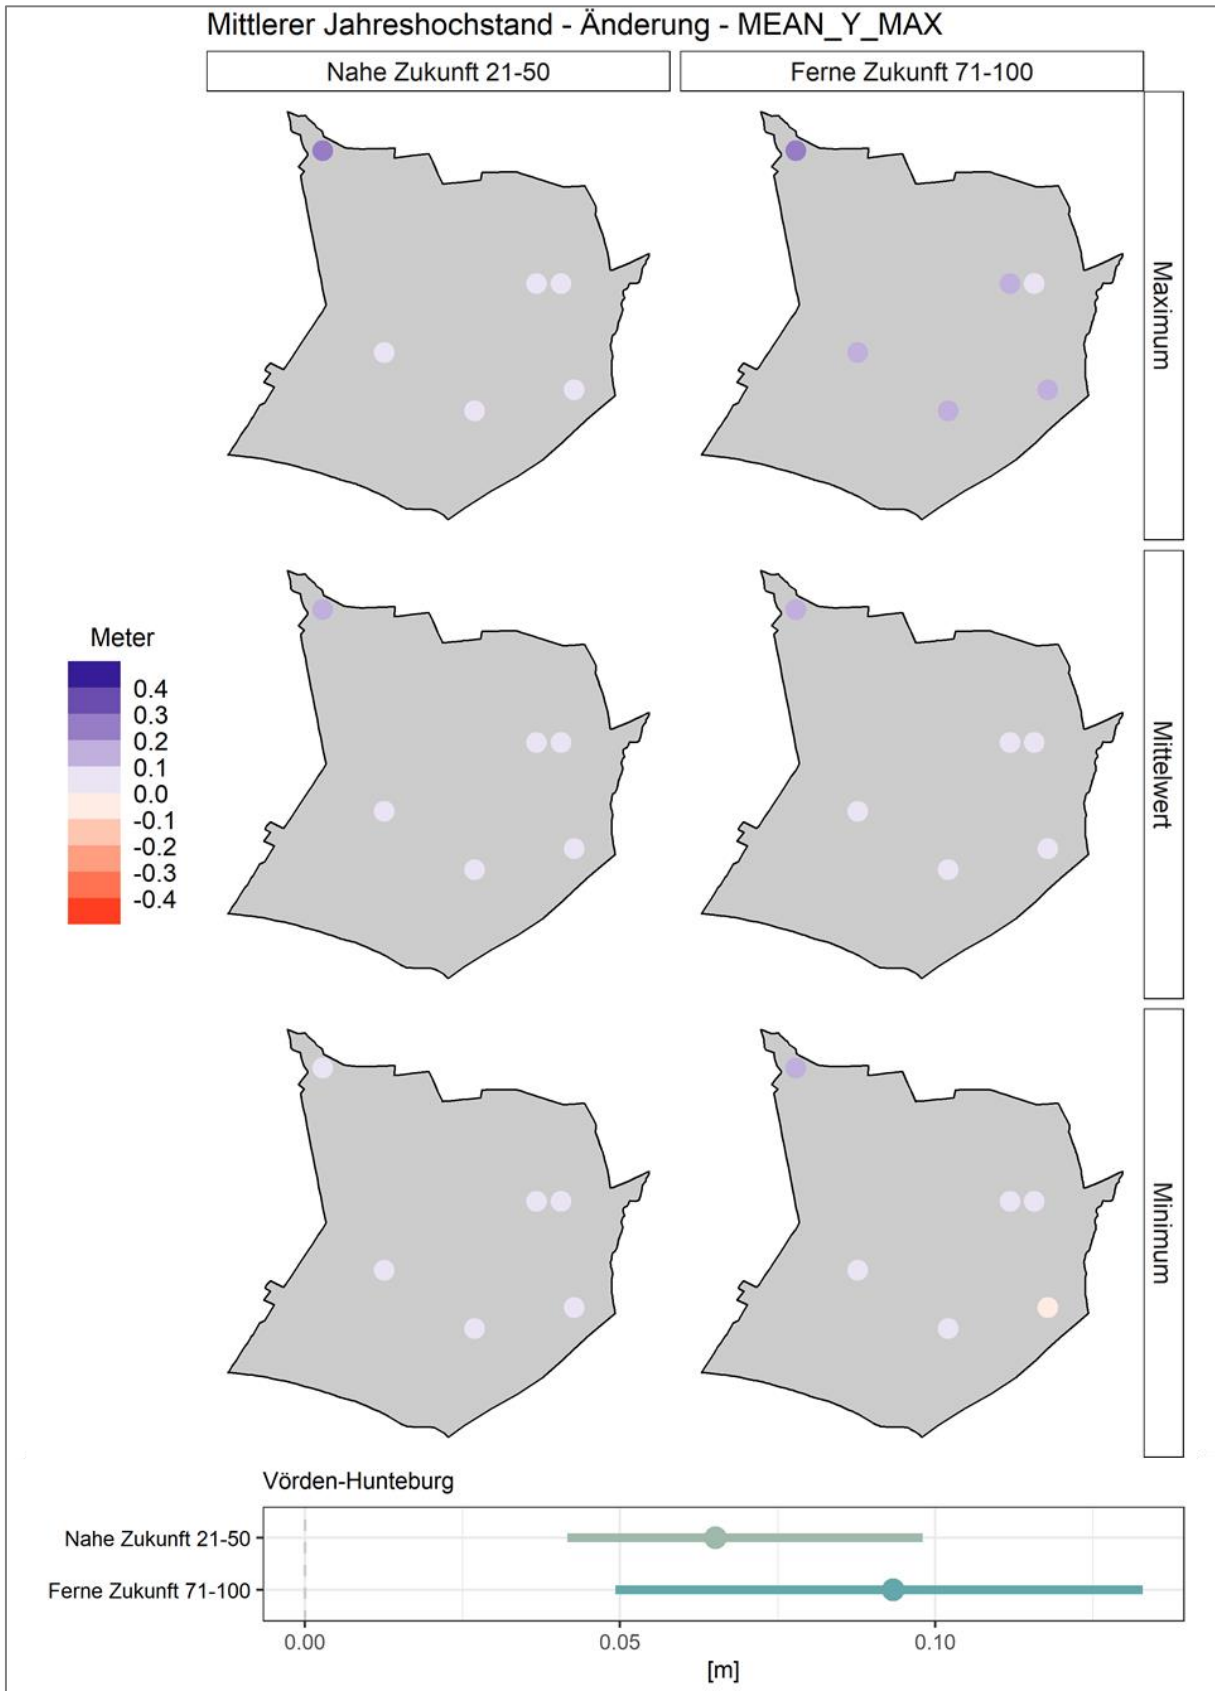 Mittlerer Jahreshochstand - Änderung - MEAN_Y_MAX
Nahe Zukunft 21-50
Ferne Zukunft 71-100
Maximum
Mittelwert
Minimum
Meter
0.4
0.3
0.2
0.1
0.0
-0.1
-0.2
-0.3
-0.4
Vörden-Hunteburg
Nahe Zukunft 21-50
Ferne Zukunft 71-100
0.00
0.05
0.10
[m]